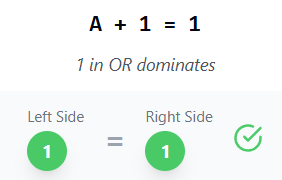 A + 1 = 1
1 in OR dominates
Left Side Right Side
1 = 1